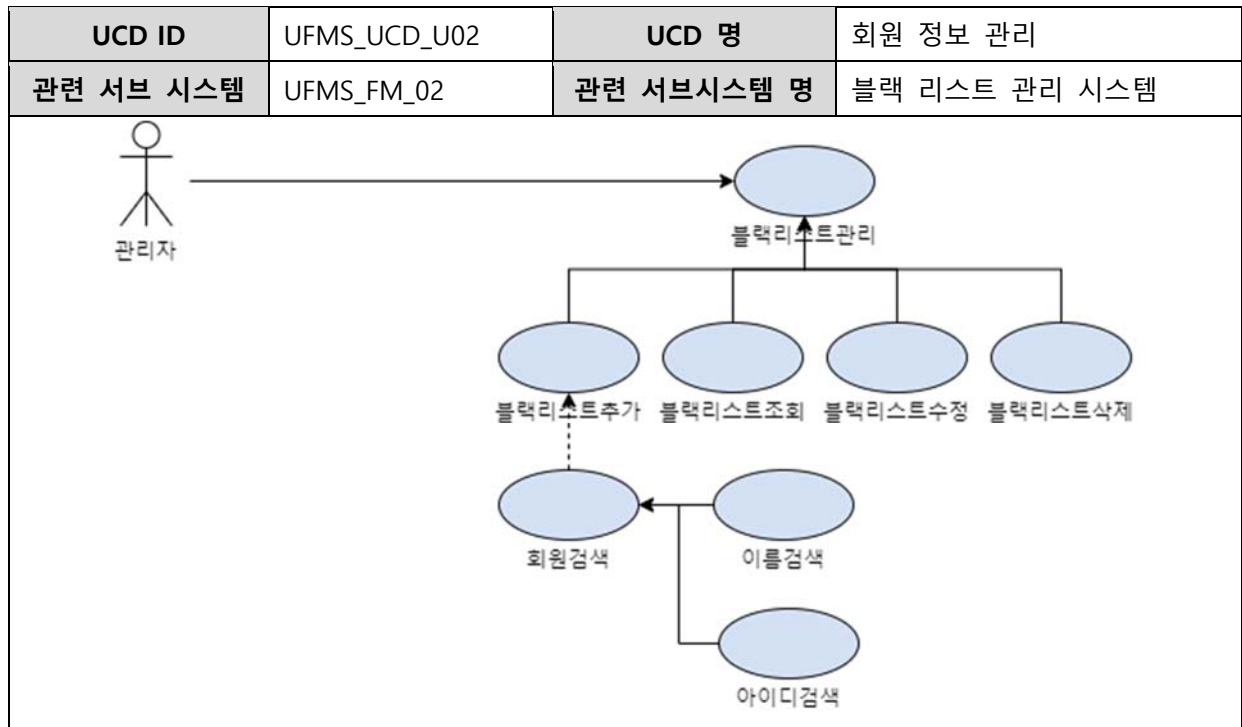 UCD ID UFMS_UCD_U02 UCD 명 회원 정보 관리
관련 서브 시스템 UFMS_FM_02 관련 서브시스템 명 블랙 리스트 관리 시스템
관리자
블랙리스트관리
블랙리스트추가 블랙리스트조회 블랙리스트수정 블랙리스트삭제
회원검색 이름검색
아이디검색